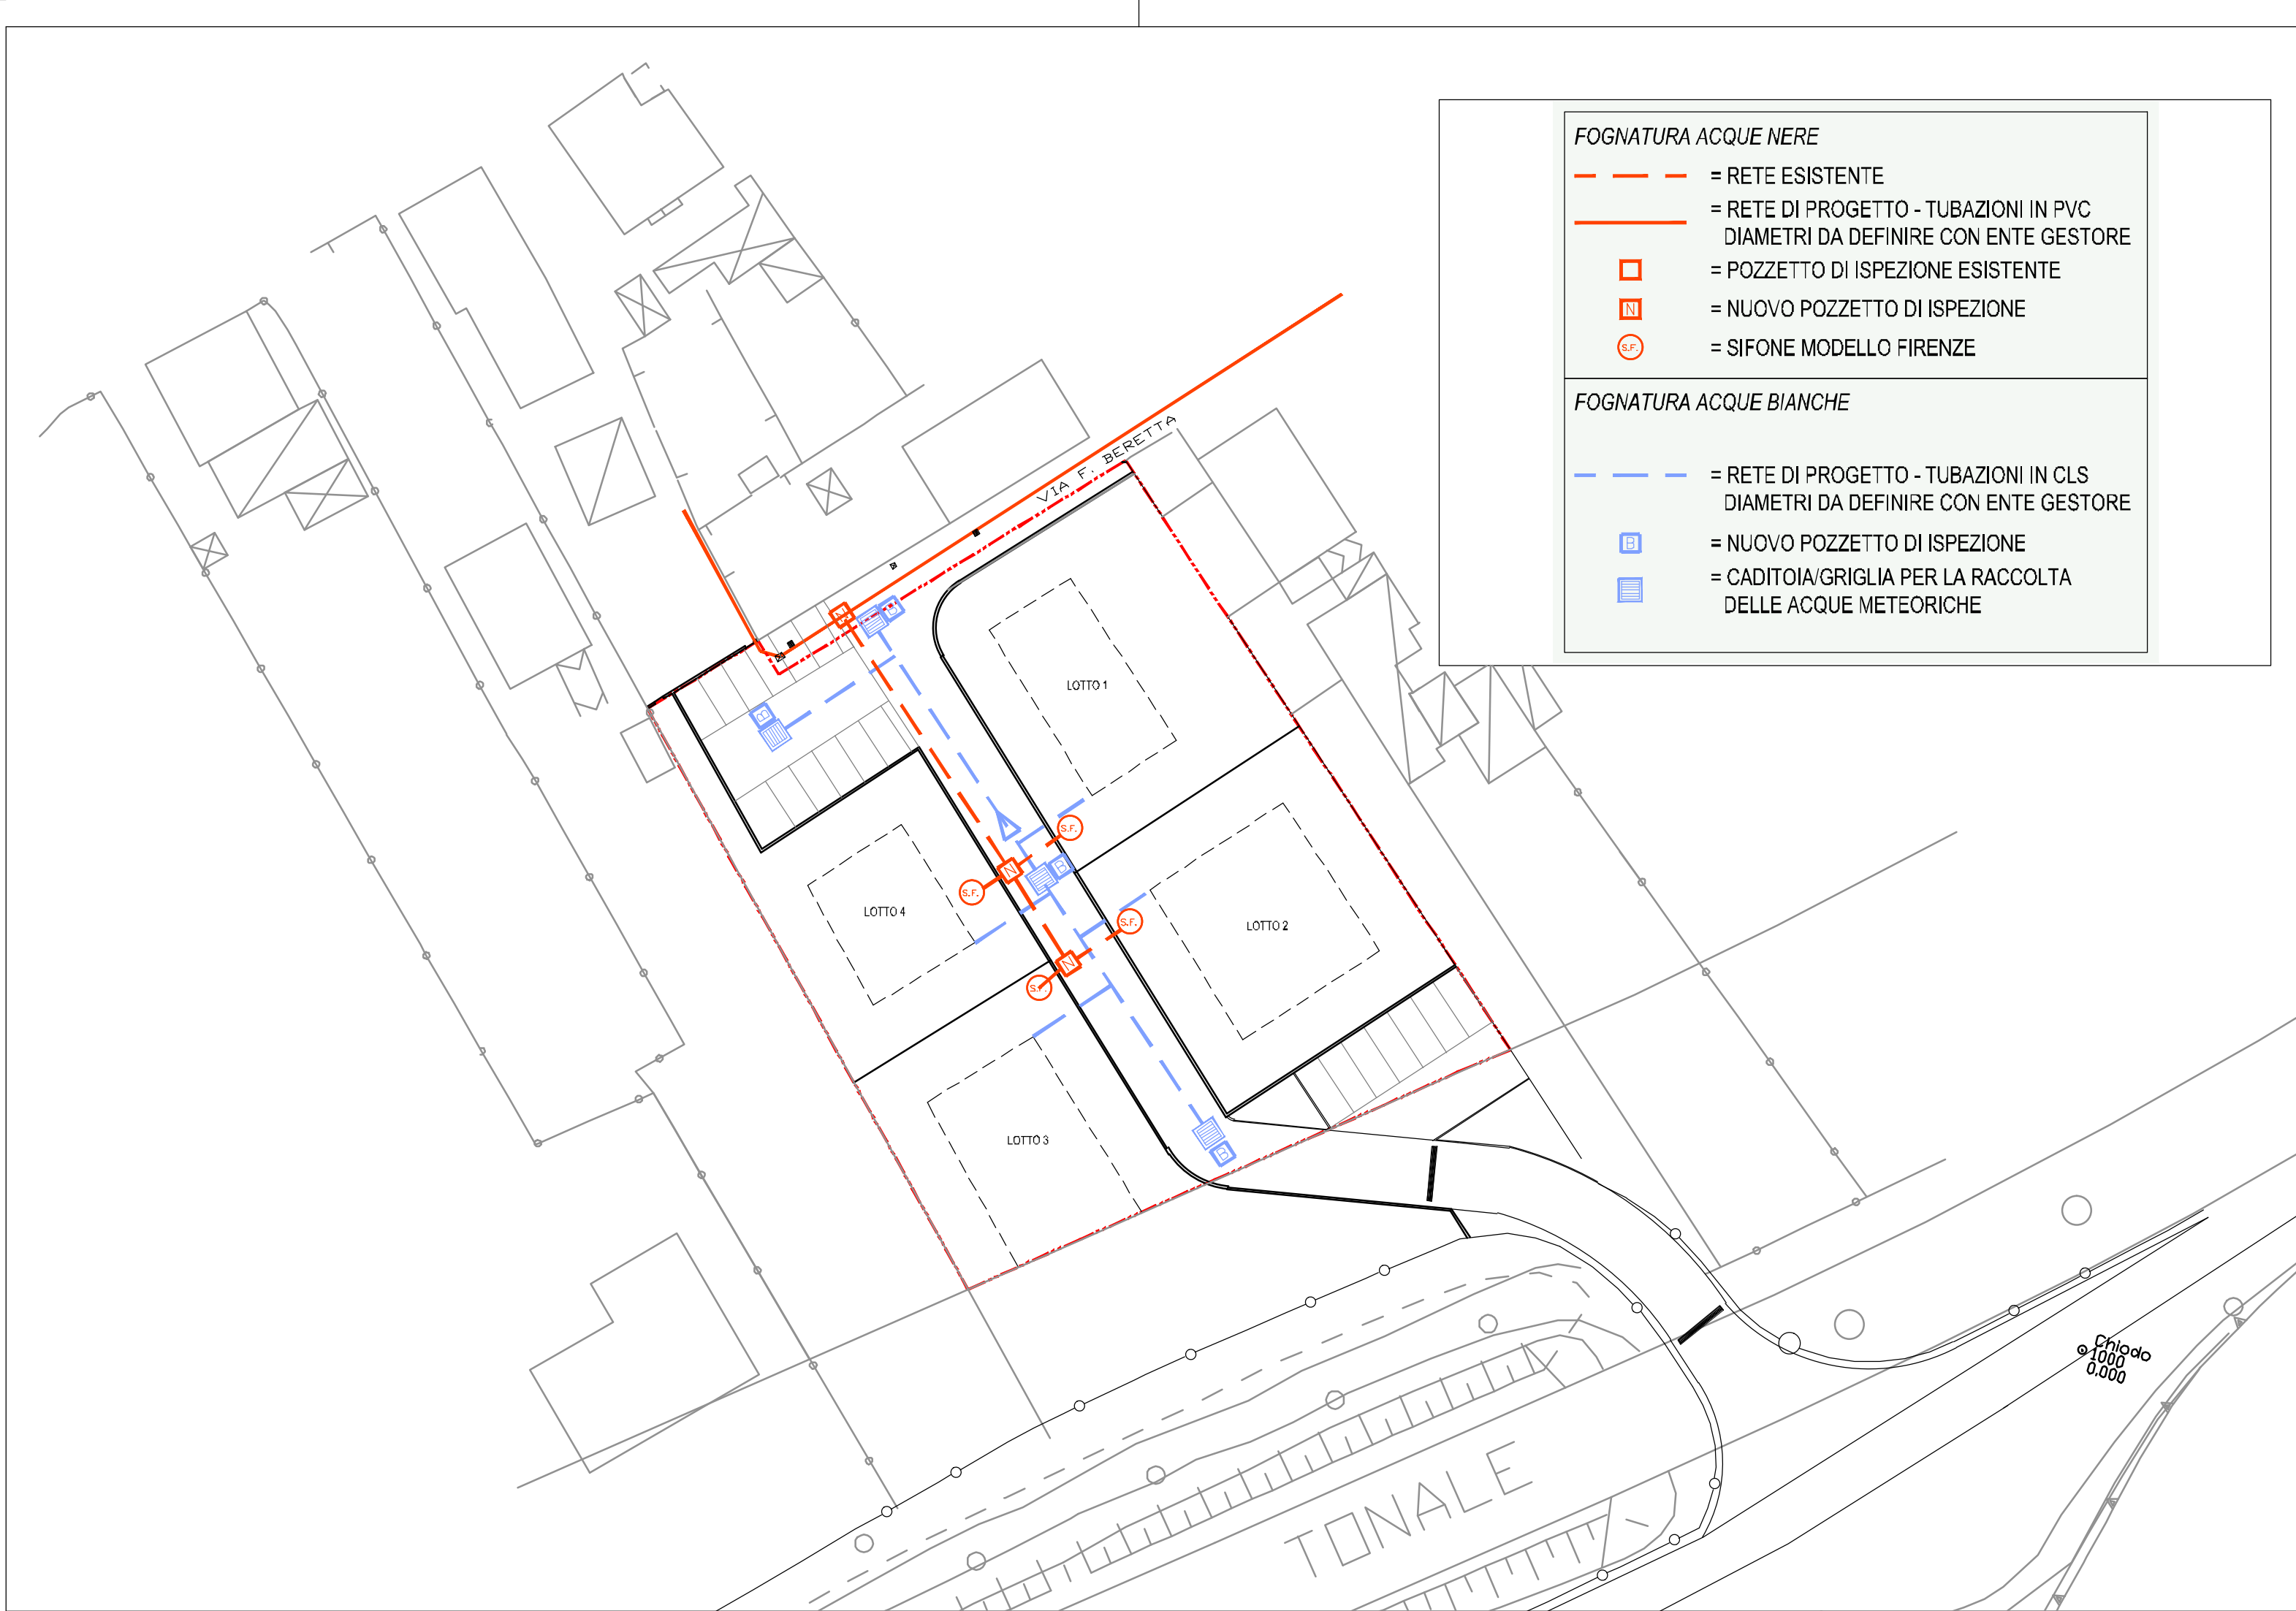 FOGNATURA ACQUE NERE
= RETE ESISTENTE
= RETE DI PROGETTO - TUBAZIONI IN PVC
DIAMETRI DA DEFINIRE CON ENTE GESTORE
= POZZETTO DI ISPEZIONE ESISTENTE
N = NUOVO POZZETTO DI ISPEZIONE
S.F. = SIFONE MODELLO FIRENZE
FOGNATURA ACQUE BIANCHE
= RETE DI PROGETTO - TUBAZIONI IN CLS
DIAMETRI DA DEFINIRE CON ENTE GESTORE
B = NUOVO POZZETTO DI ISPEZIONE
= CADITOIA/GRIGLIA PER LA RACCOLTA
DELLE ACQUE METEORICHE
VIA F. BERETTA
N
B
B
LOTTO 1
S.F.
N
B
S.F.
LOTTO 4
S.F.
LOTTO 2
N
S.F.
LOTTO 3
B
Chiodo
1000
0.000
TONALE